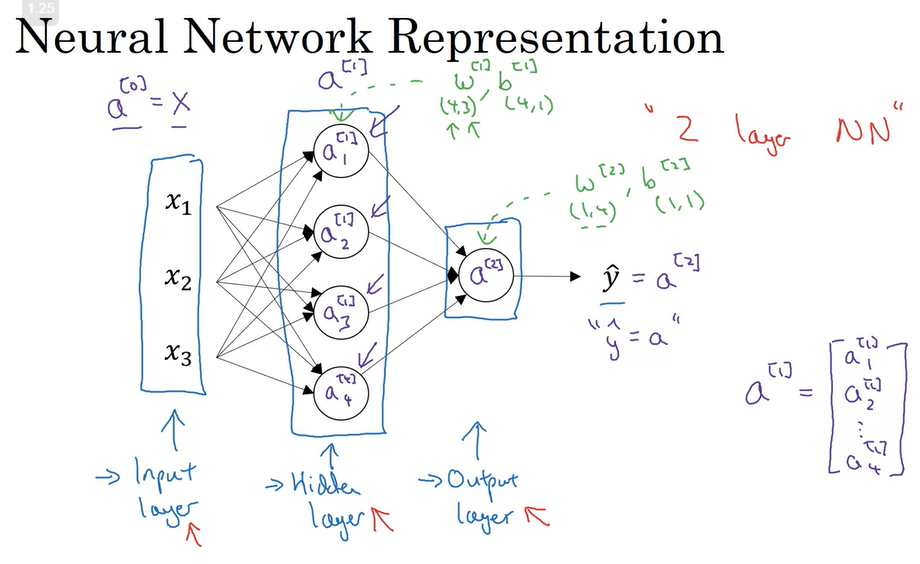 1.25
Neural Network Representation
a^[0] = X
a^[1]
w^[1], b^[1]
(4,3) (4,1)
"2 layer NN"
x₁
x₂
x₃
a₁^[1]
a₂^[1]
a₃^[1]
a₄^[1]
w^[2], b^[2]
(1,4) (1,1)
a^[2]
ŷ = a^[2]
"ŷ = a"
a^[1] = [a₁^[1]
a₂^[1]
⋮
a₄^[1]]
→ Input layer
→ Hidden layer
→ Output layer